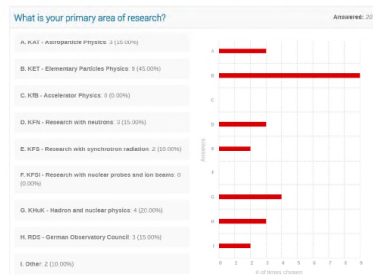 What is your primary area of research?
Answered: 20
A. KAT - Astroparticle Physics: 3 (15.00%)
B. KET - Elementary Particles Physics: 9 (45.00%)
C. KfB - Accelerator Physics: 0 (0.00%)
D. KFN - Research with neutrons: 3 (15.00%)
E. KFS - Research with synchrotron radiation: 2 (10.00%)
F. KFSI - Research with nuclear probes and ion beams: 0
(0.00%)
G. KHuK - Hadron and nuclear physics: 4 (20.00%)
H. RDS - German Observatory Council: 3 (15.00%)
I. Other: 2 (10.00%)
Answers
A
B
C
D
E
F
G
H
I
0 1 2 3 4 5 6 7 8 9
# of times chosen